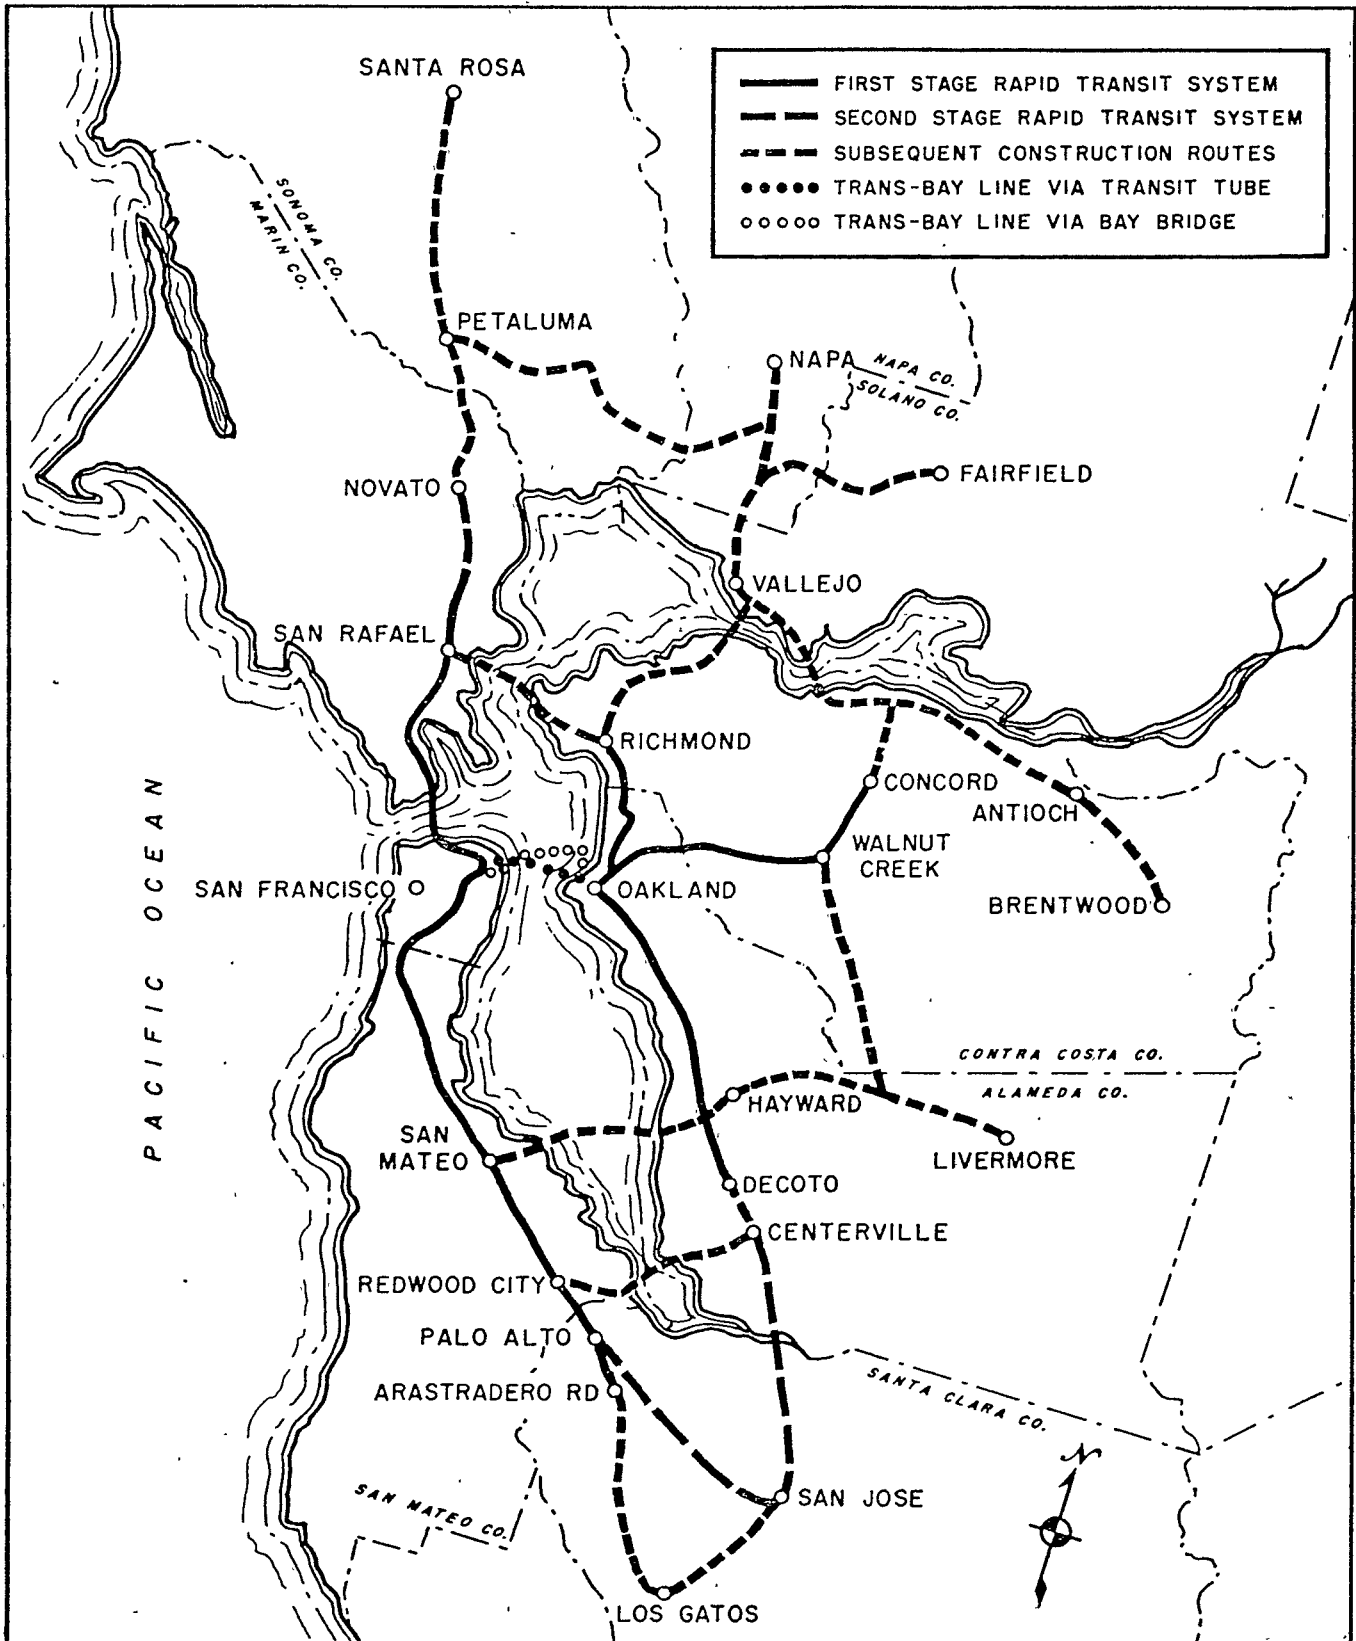 SANTA ROSA
FIRST STAGE RAPID TRANSIT SYSTEM
SECOND STAGE RAPID TRANSIT SYSTEM
SUBSEQUENT CONSTRUCTION ROUTES
TRANS-BAY LINE VIA TRANSIT TUBE
TRANS-BAY LINE VIA BAY BRIDGE
SONOMA CO.
MARIN CO.
PETALUMA
NAPA
NAPA CO.
SOLANO CO.
NOVATO
FAIRFIELD
VALLEJO
SAN RAFAEL
RICHMOND
CONCORD
ANTIOCH
WALNUT
CREEK
SAN FRANCISCO
OAKLAND
BRENTWOOD
PACIFIC OCEAN
CONTRA COSTA CO.
ALAMEDA CO.
HAYWARD
SAN
MATEO
LIVERMORE
DECOTO
CENTERVILLE
REDWOOD CITY
PALO ALTO
ARASTRADERO RD
SANTA CLARA CO.
N
SAN MATEO CO.
SAN JOSE
LOS GATOS